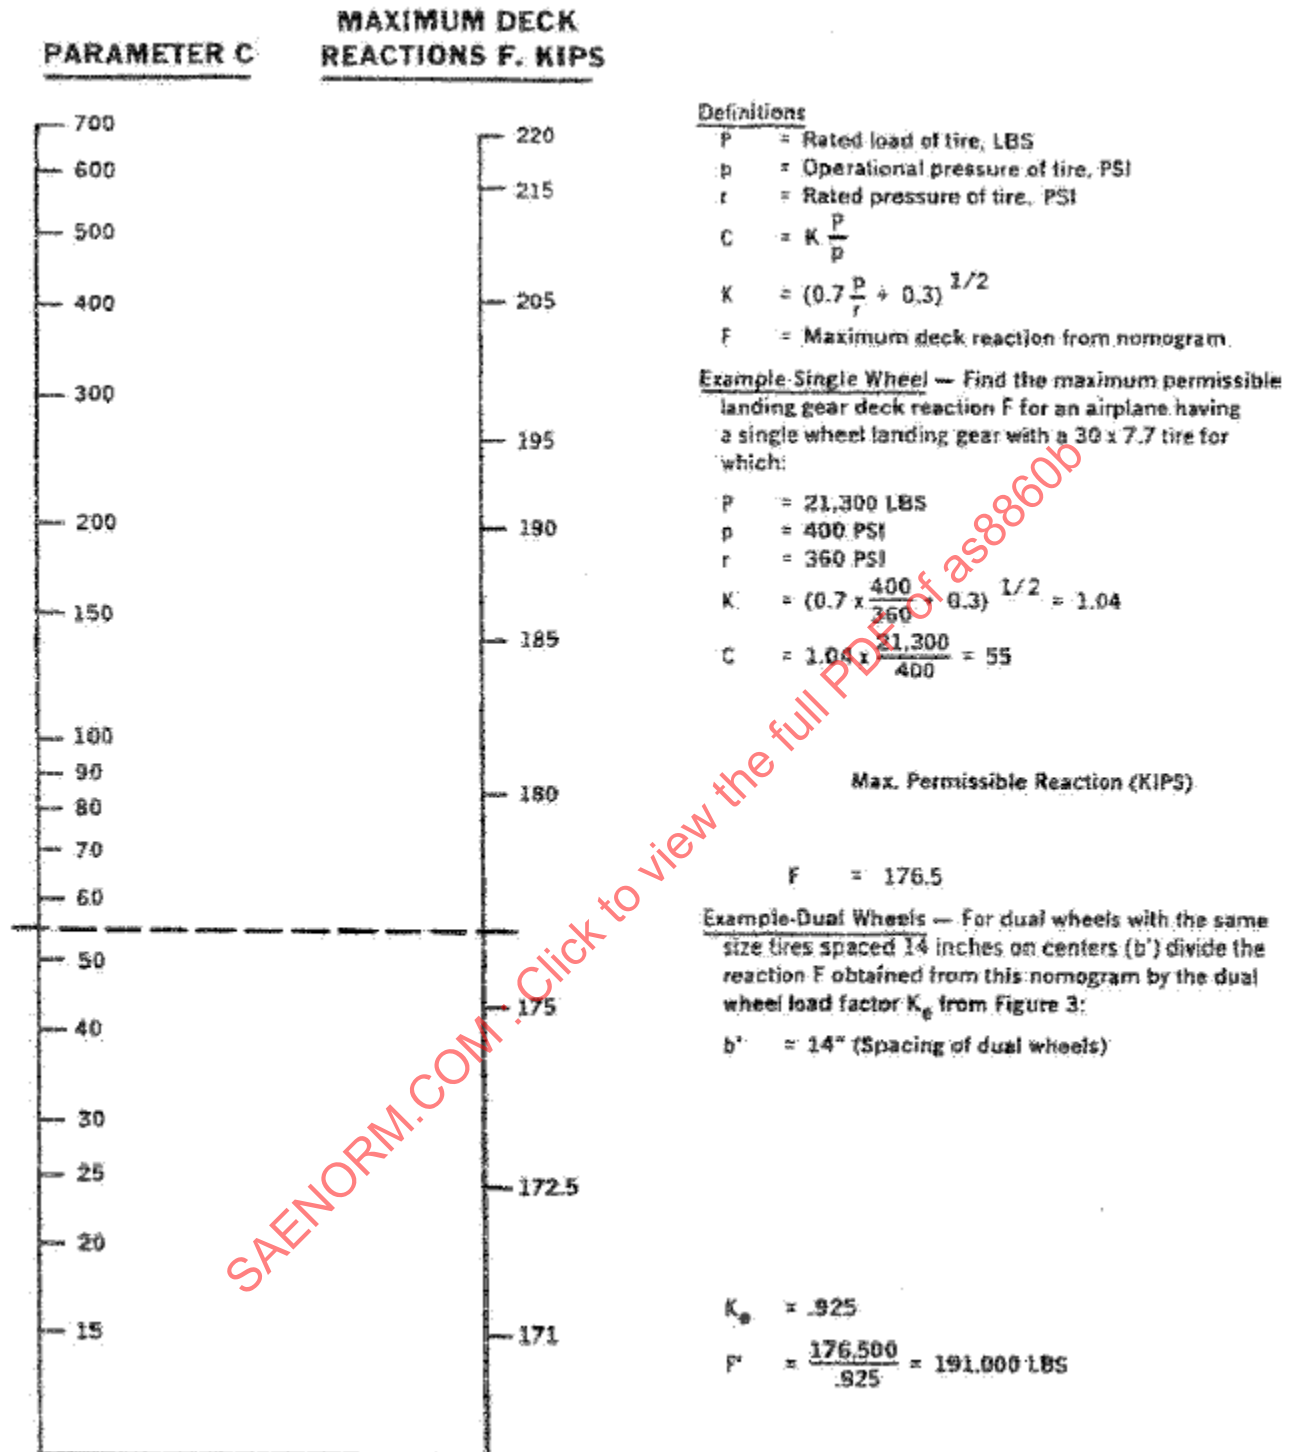 PARAMETER C
MAXIMUM DECK
REACTIONS F. KIPS
700
600
500
400
300
200
150
100
90
80
70
60
50
40
30
25
20
15
220
215
205
195
190
185
180
175
172.5
171
Definitions
P = Rated load of tire, LBS
p = Operational pressure of tire, PSI
r = Rated pressure of tire, PSI
C = K P/p
K = (0.7 p/r + 0.3) 1/2
F = Maximum deck reaction from nomogram
Example-Single Wheel — Find the maximum permissible
landing gear deck reaction F for an airplane having
a single wheel landing gear with a 30 x 7.7 tire for
which:
P = 21,300 LBS
p = 400 PSI
r = 360 PSI
K = (0.7 x 400/360 + 0.3) 1/2 = 1.04
C = 1.04 x 21,300/400 = 55
Max. Permissible Reaction (KIPS)
F = 176.5
Example-Dual Wheels — For dual wheels with the same
size tires spaced 14 inches on centers (b') divide the
reaction F obtained from this nomogram by the dual
wheel load factor Ke from Figure 3:
b' = 14" (Spacing of dual wheels)
Ke = .925
F' = 176,500/.925 = 191,000 LBS
SAENORM.COM : Click to view the full PDF of as8860b